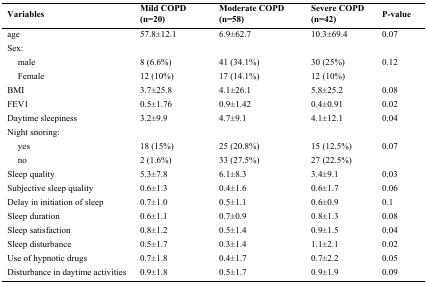 Variables Mild COPD (n=20) Moderate COPD (n=58) Severe COPD (n=42) P-value
age 57.8±12.1 6.9±62.7 10.3±69.4 0.07
Sex:
male 8 (6.6%) 41 (34.1%) 30 (25%) 0.12
Female 12 (10%) 17 (14.1%) 12 (10%)
BMI 3.7±25.8 4.1±26.1 5.8±25.2 0.08
FEV1 0.5±1.76 0.9±1.42 0.4±0.91 0.02
Daytime sleepiness 3.2±9.9 4.7±9.1 4.1±12.1 0.04
Night snoring:
yes 18 (15%) 25 (20.8%) 15 (12.5%) 0.07
no 2 (1.6%) 33 (27.5%) 27 (22.5%)
Sleep quality 5.3±7.8 6.1±8.3 3.4±9.1 0.03
Subjective sleep quality 0.6±1.3 0.4±1.6 0.6±1.7 0.06
Delay in initiation of sleep 0.7±1.0 0.5±1.1 0.6±0.9 0.1
Sleep duration 0.6±1.1 0.7±0.9 0.8±1.3 0.08
Sleep satisfaction 0.8±1.2 0.5±1.4 0.9±1.5 0.04
Sleep disturbance 0.5±1.7 0.3±1.4 1.1±2.1 0.02
Use of hypnotic drugs 0.7±1.8 0.4±1.7 0.7±2.2 0.05
Disturbance in daytime activities 0.9±1.8 0.5±1.7 0.9±1.9 0.09